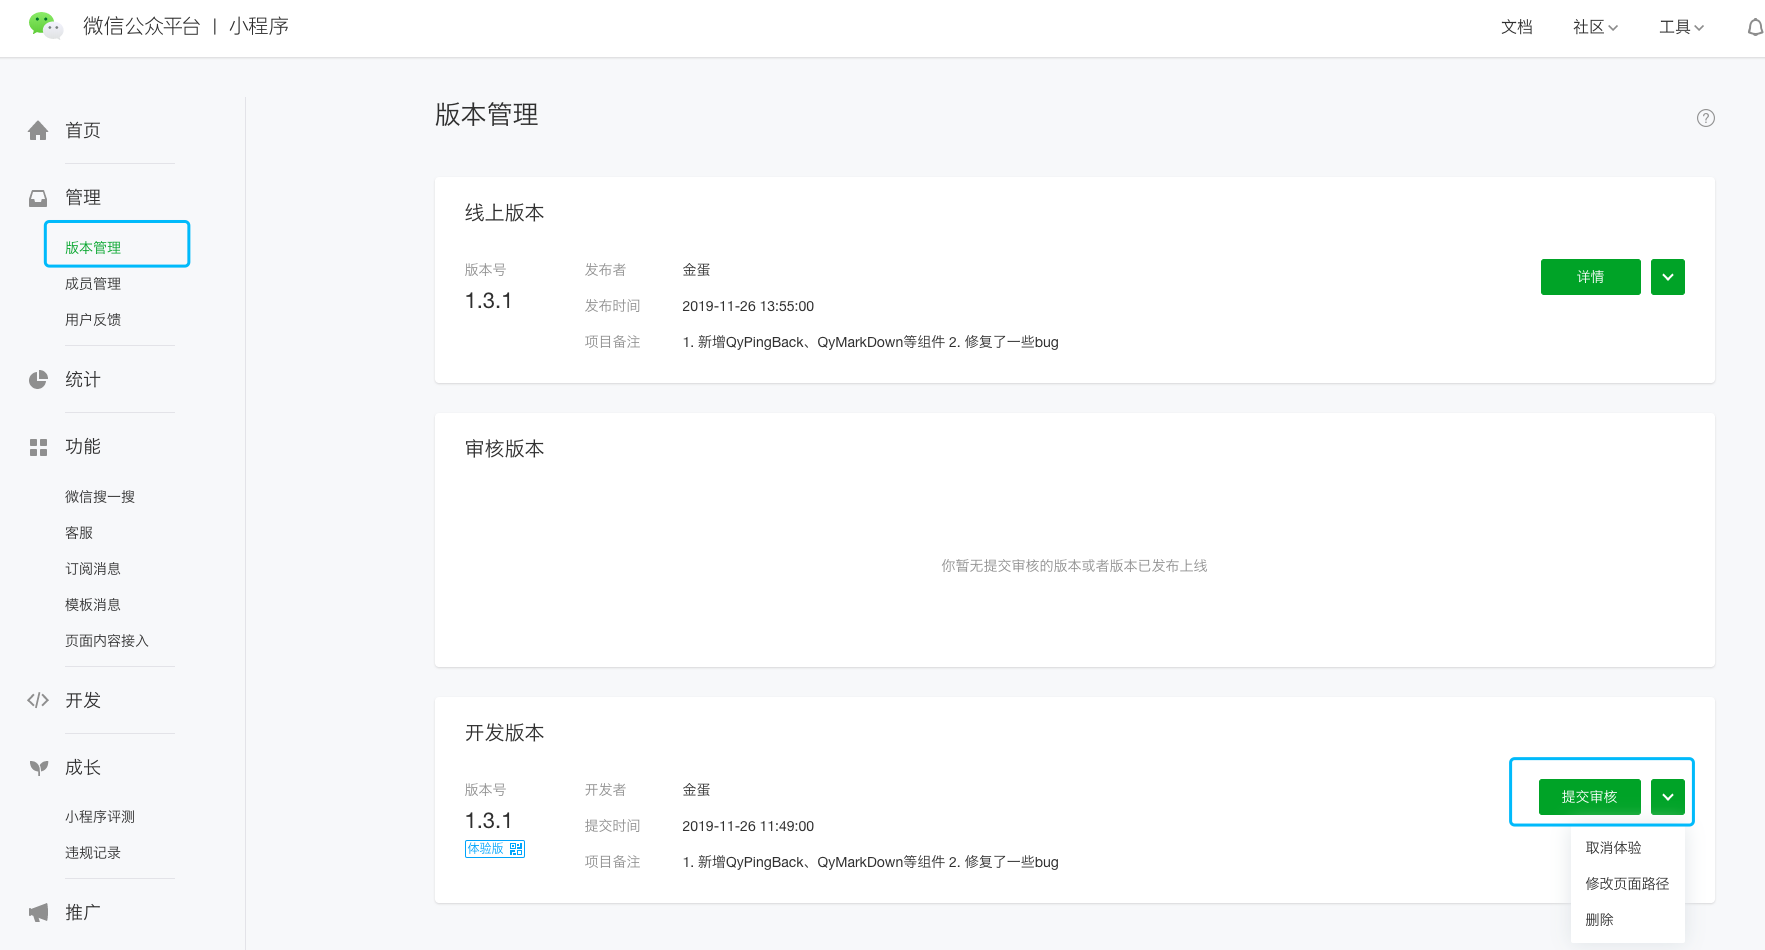 微信公众平台 | 小程序
文档
社区
工具
首页
管理
版本管理
成员管理
用户反馈
统计
功能
微信搜一搜
客服
订阅消息
模板消息
页面内容接入
开发
成长
小程序评测
违规记录
推广
版本管理
线上版本
版本号
1.3.1
发布者 金蛋
发布时间 2019-11-26 13:55:00
项目备注 1. 新增QyPingBack、QyMarkDown等组件 2. 修复了一些bug
详情
审核版本
你暂无提交审核的版本或者版本已发布上线
开发版本
版本号
1.3.1
体验版
开发者 金蛋
提交时间 2019-11-26 11:49:00
项目备注 1. 新增QyPingBack、QyMarkDown等组件 2. 修复了一些bug
提交审核
取消体验
修改页面路径
删除